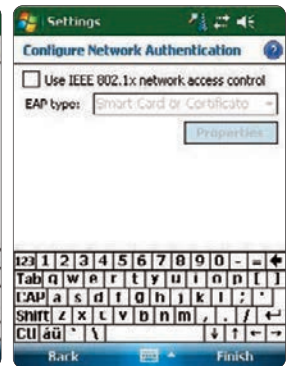 Settings
Configure Network Authentication ?
Use IEEE 802.1x network access control
EAP type: Smart Card or Certificate
Properties
123 1 2 3 4 5 6 7 8 9 0 - =
Tab q w e r t y u i o p [ ]
CAP a s d f g h j k l ; '
Shift z x c v b n m , . /
Ctl áü ` \
Back Finish